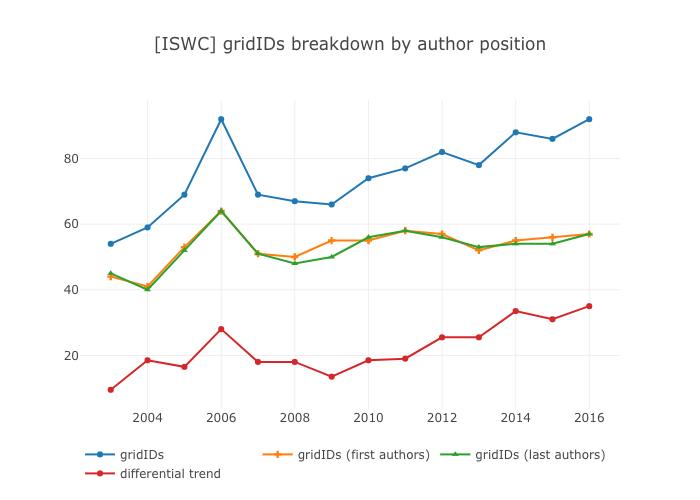 [ISWC] gridIDs breakdown by author position
80
60
40
20
2004 2006 2008 2010 2012 2014 2016
gridIDs gridIDs (first authors) gridIDs (last authors)
differential trend